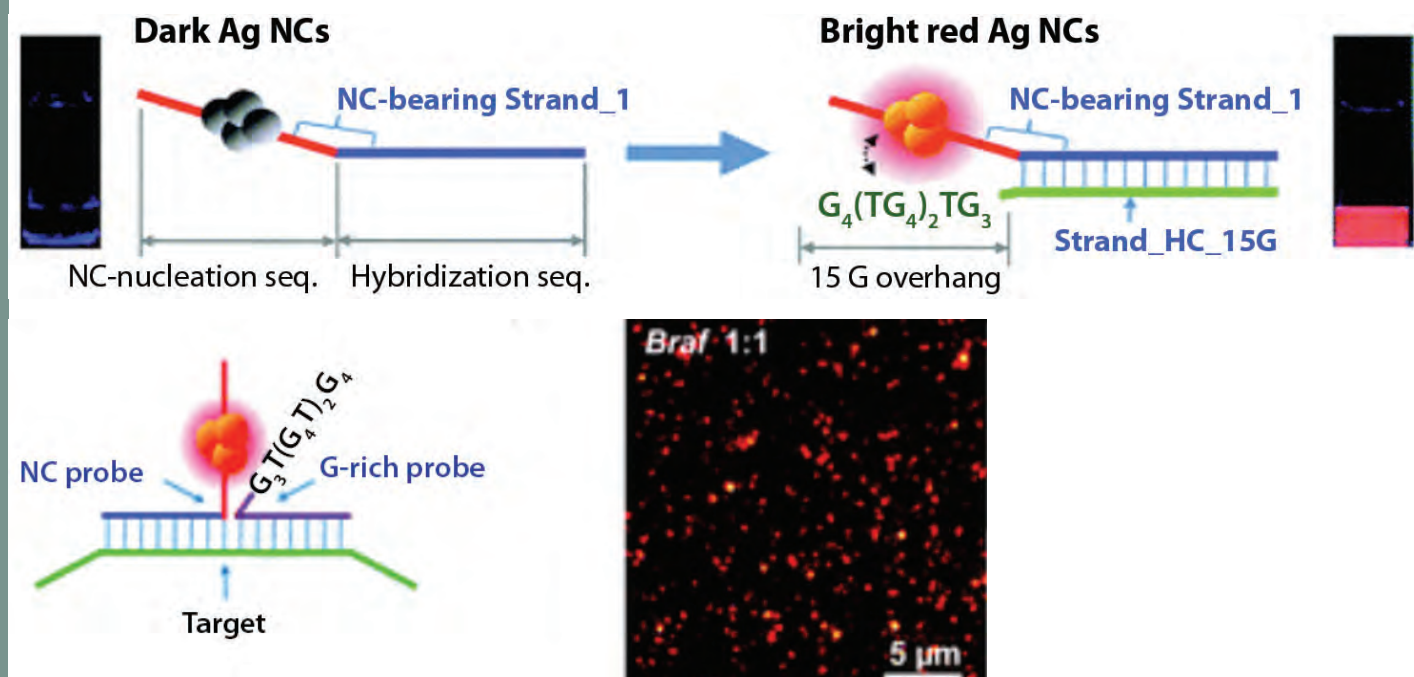 Dark Ag NCs
Bright red Ag NCs
NC-bearing Strand_1
NC-bearing Strand_1
G₄(TG₄)₂TG₃
Strand_HC_15G
NC-nucleation seq.
Hybridization seq.
15 G overhang
Braf 1:1
G₃T(G₄T)₂G₄
NC probe
G-rich probe
Target
5 μm